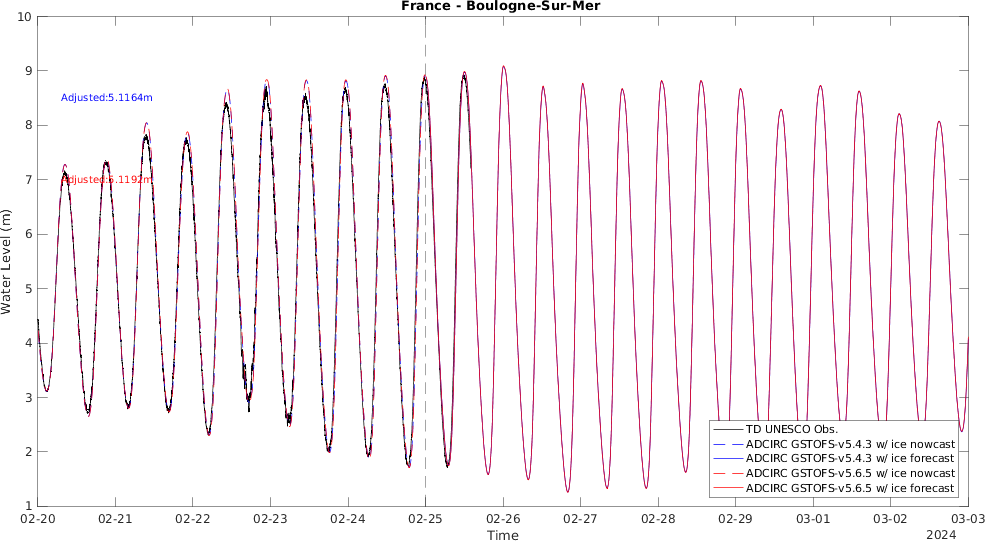 France - Boulogne-Sur-Mer
10
9
8
7
6
5
4
3
2
1
Water Level (m)
Adjusted:5.1164m
Adjusted:5.1192m
TD UNESCO Obs.
ADCIRC GSTOFS-v5.4.3 w/ ice nowcast
ADCIRC GSTOFS-v5.4.3 w/ ice forecast
ADCIRC GSTOFS-v5.6.5 w/ ice nowcast
ADCIRC GSTOFS-v5.6.5 w/ ice forecast
02-20 02-21 02-22 02-23 02-24 02-25 02-26 02-27 02-28 02-29 03-01 03-02 03-03
Time
2024